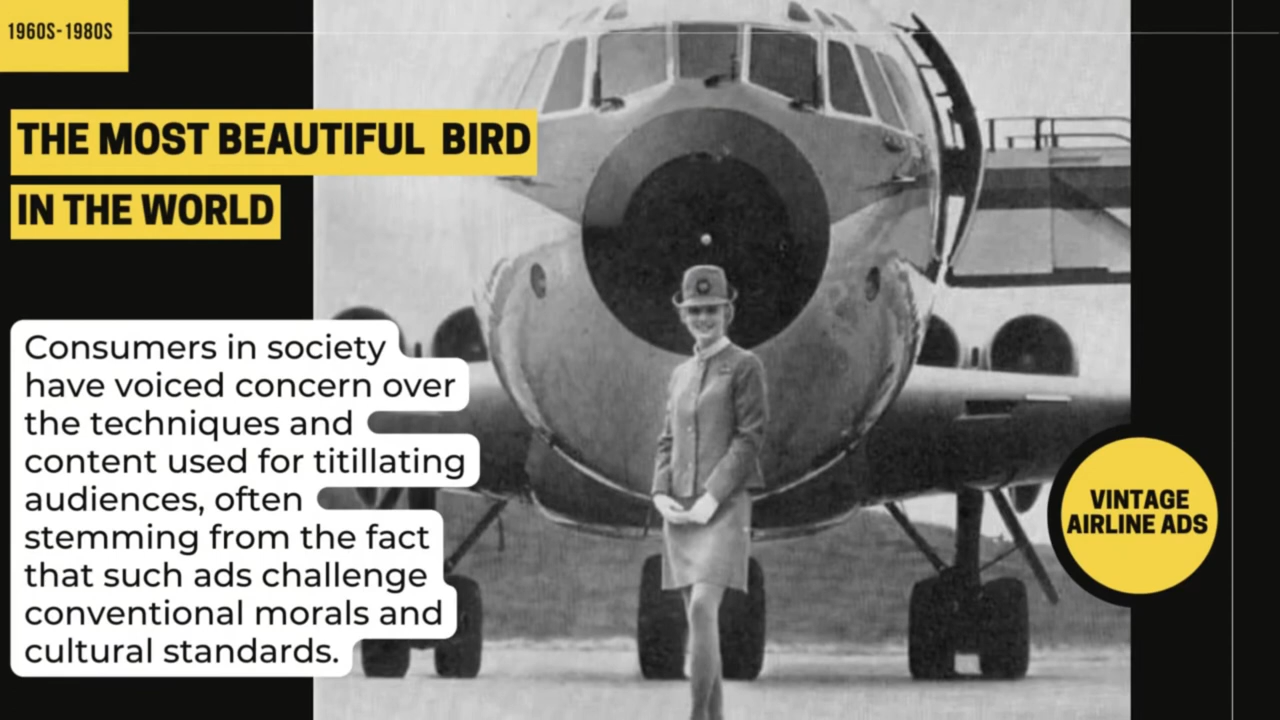 1960S-1980S
THE MOST BEAUTIFUL BIRD
IN THE WORLD
Consumers in society
have voiced concern over
the techniques and
content used for titillating
audiences, often
stemming from the fact
that such ads challenge
conventional morals and
cultural standards.
VINTAGE
AIRLINE ADS